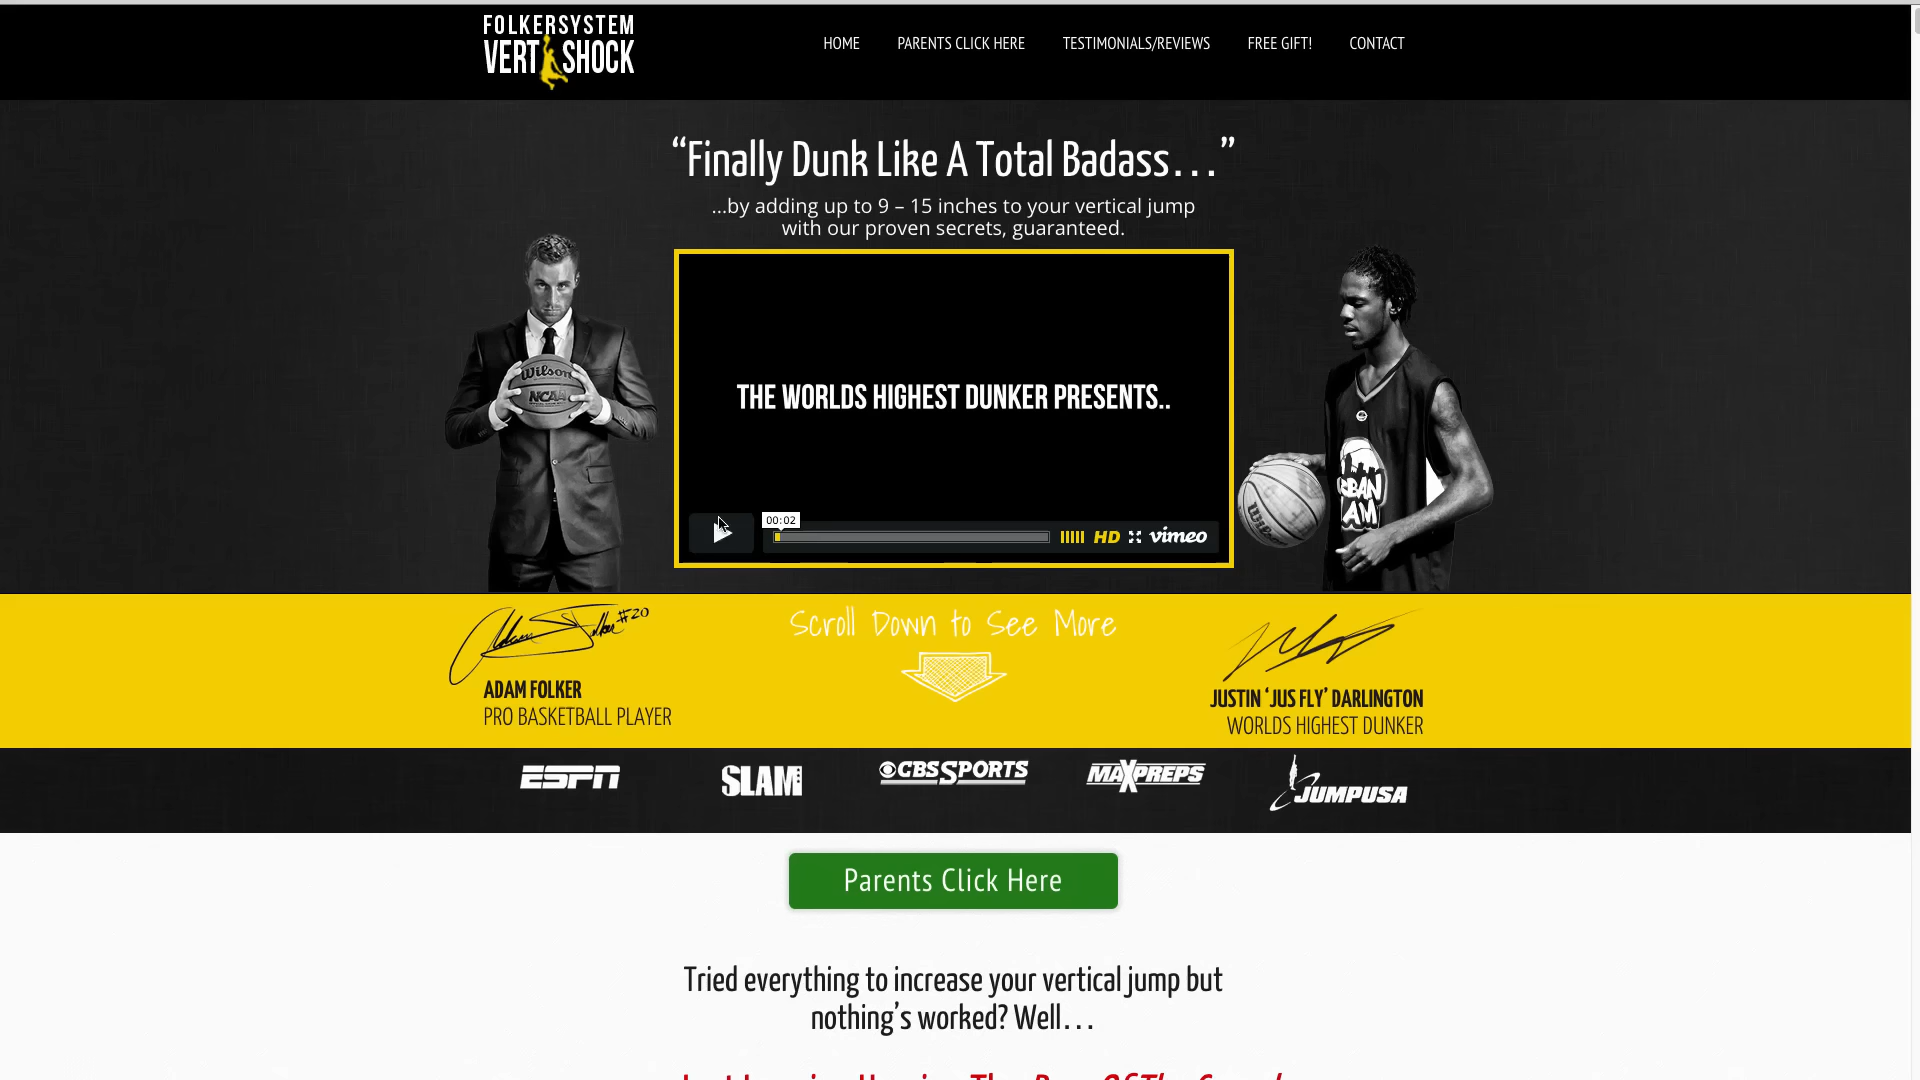 FOLKERSYSTEM
VERT SHOCK
HOME PARENTS CLICK HERE TESTIMONIALS/REVIEWS FREE GIFT! CONTACT
“Finally Dunk Like A Total Badass…”
...by adding up to 9 – 15 inches to your vertical jump
with our proven secrets, guaranteed.
Wilson
NCAA
THE WORLDS HIGHEST DUNKER PRESENTS..
00:02
HD vimeo
Adam Folker #20
Scroll Down to See More
ADAM FOLKER
PRO BASKETBALL PLAYER
JUSTIN ‘JUS FLY’ DARLINGTON
WORLDS HIGHEST DUNKER
ESPN SLAM CBS SPORTS MAXPREPS JUMPUSA
Parents Click Here
Tried everything to increase your vertical jump but
nothing’s worked? Well…